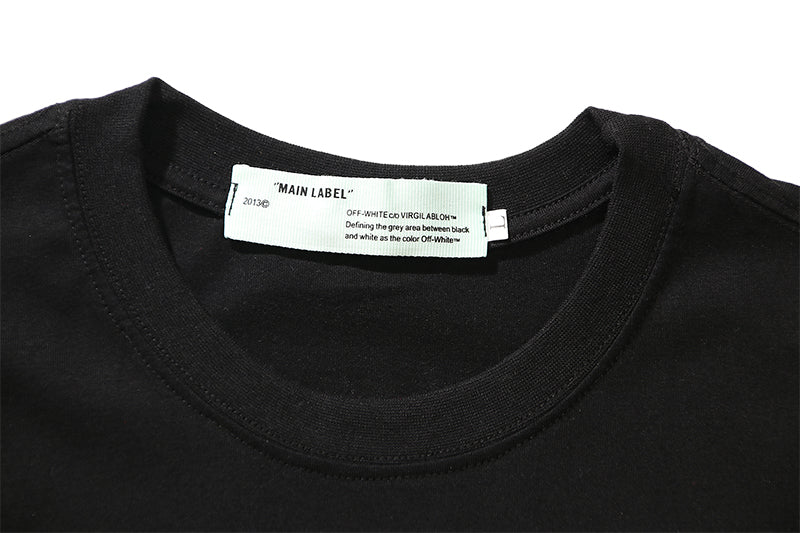 "MAIN LABEL"
2013©
OFF-WHITE c/o VIRGIL ABLOH™
Defining the grey area between black
and white as the color Off-White™
L